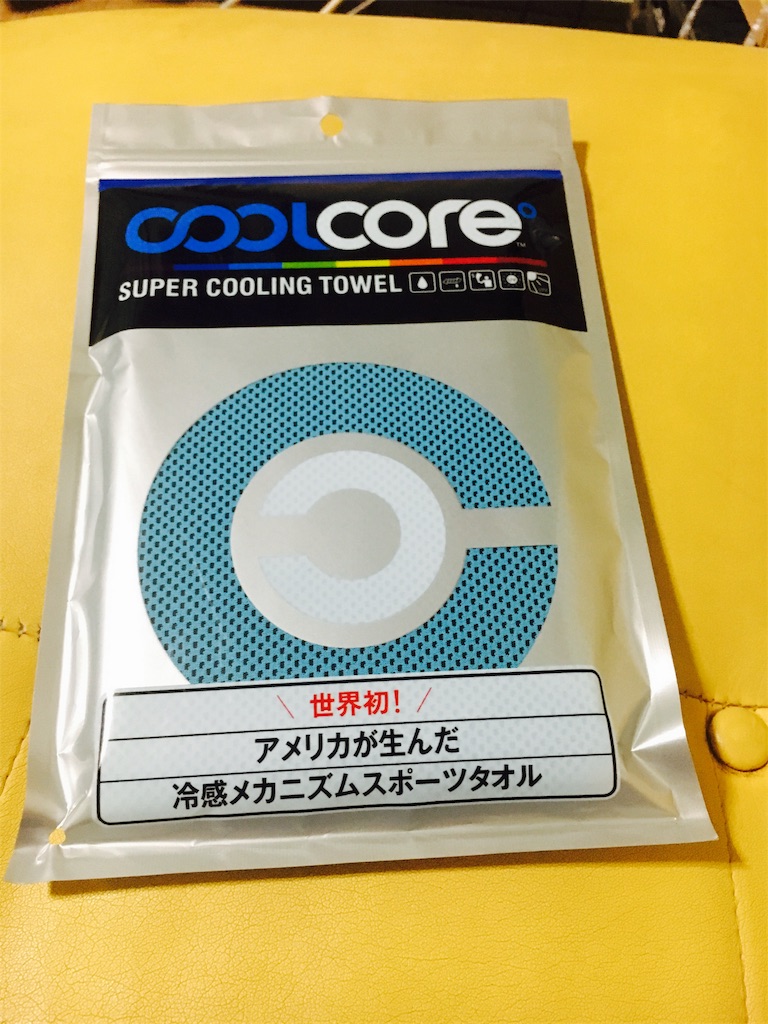 coolcore°
™
SUPER COOLING TOWEL
世界初!
アメリカが生んだ
冷感メカニズムスポーツタオル